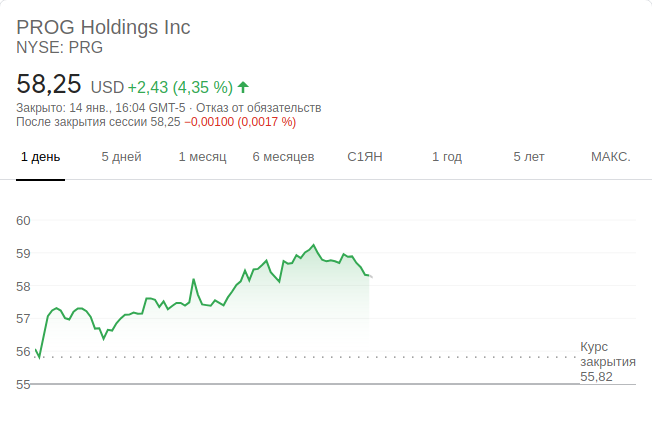 PROG Holdings Inc
NYSE: PRG
58,25 USD +2,43 (4,35 %)
Закрыто: 14 янв., 16:04 GMT-5 · Отказ от обязательств
После закрытия сессии 58,25 −0,00100 (0,0017 %)
1 день 5 дней 1 месяц 6 месяцев С1ЯН 1 год 5 лет МАКС.
60
59
58
57
56
55
Курс
закрытия
55,82